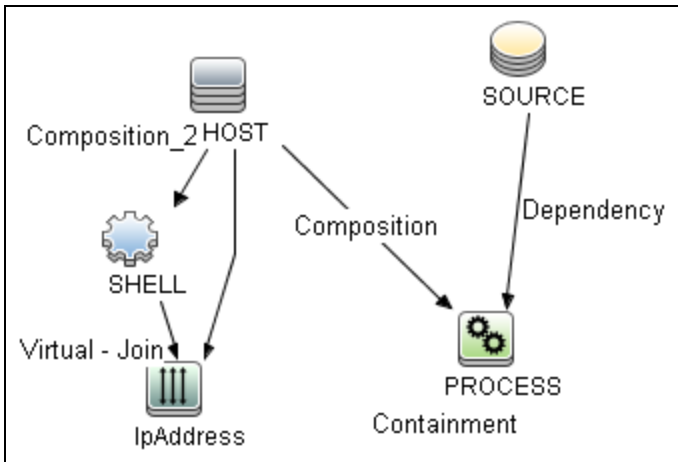 SOURCE
Composition_2 HOST
Composition
Dependency
SHELL
Virtual - Join
PROCESS
Containment
IpAddress